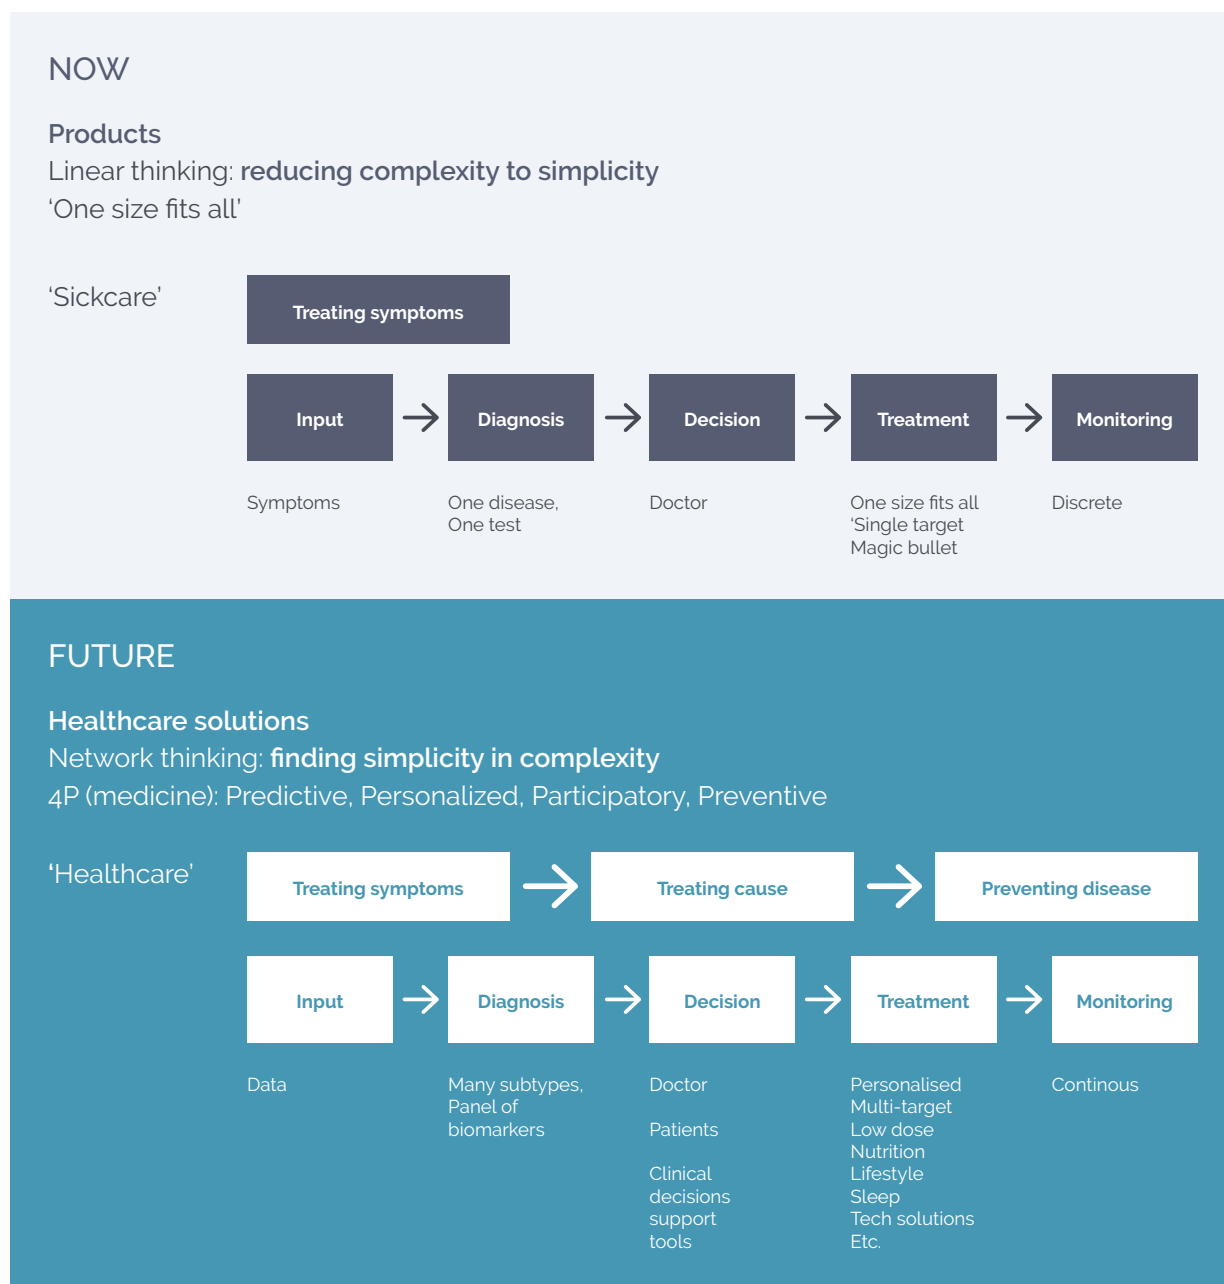 NOW
Products
Linear thinking: reducing complexity to simplicity
‘One size fits all’
‘Sickcare’
Treating symptoms
Input
Diagnosis
Decision
Treatment
Monitoring
Symptoms
One disease,
One test
Doctor
One size fits all
‘Single target
Magic bullet
Discrete
FUTURE
Healthcare solutions
Network thinking: finding simplicity in complexity
4P (medicine): Predictive, Personalized, Participatory, Preventive
‘Healthcare’
Treating symptoms
Treating cause
Preventing disease
Input
Diagnosis
Decision
Treatment
Monitoring
Data
Many subtypes,
Panel of
biomarkers
Doctor
Patients
Clinical
decisions
support
tools
Personalised
Multi-target
Low dose
Nutrition
Lifestyle
Sleep
Tech solutions
Etc.
Continous